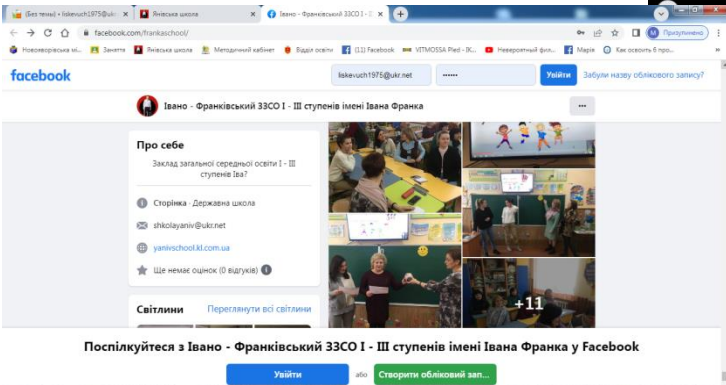 (Без темы) - liskevuch1975@uk
Янівська школа
Івано - Франківський ЗЗСО І - ІІ
facebook.com/frankaschool/
Призупинено
Новояворівська мі...
Заняття
Янівська школа
Методичний кабінет
Відділ освіти
(11) Facebook
VITMOSSA Pled - IK...
Невероятный фил...
Марія
Как освоить 6 про...
facebook
liskevuch1975@ukr.net
Увійти
Забули назву облікового запису?
Івано - Франківський ЗЗСО І - ІІІ ступенів імені Івана Франка
Про себе
Заклад загальної середньої освіти І - ІІІ
ступенів Іва?
Сторінка · Державна школа
shkolayaniv@ukr.net
yanivschool.kl.com.ua
Ще немає оцінок (0 відгуків)
Світлини
Переглянути всі світлини
+11
Поспілкуйтеся з Івано - Франківський ЗЗСО І - ІІІ ступенів імені Івана Франка у Facebook
Увійти
або
Створити обліковий зап...